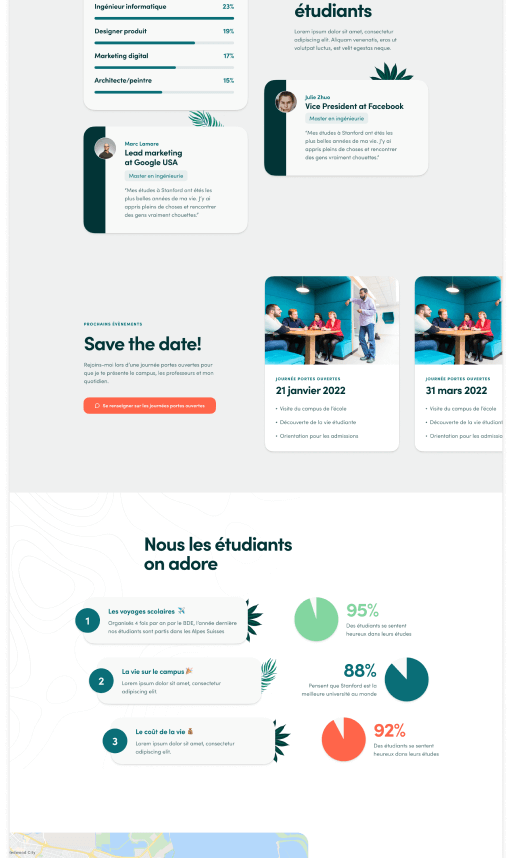 Ingénieur informatique 23%
Designer produit 19%
Marketing digital 17%
Architecte/peintre 15%
étudiants
Lorem ipsum dolor sit amet, consectetur
adipiscing elit. Aliquam venenatis, eros ut
volutpat luctus, est velit egestas neque.
Julie Zhuo
Vice President at Facebook
Master en ingénierie
"Mes études à Stanford ont étés les
plus belles années de ma vie. J'y ai
appris pleins de choses et rencontrer
des gens vraiment chouettes."
Marc Lamare
Lead marketing
at Google USA
Master en ingénierie
"Mes études à Stanford ont étés les
plus belles années de ma vie. J'y ai
appris pleins de choses et rencontrer
des gens vraiment chouettes."
PROCHAINS ÉVÈNEMENTS
Save the date!
Rejoins-moi lors d'une journée portes ouvertes pour
que je te présente le campus, les professeurs et mon
quotidien.
Se renseigner sur les journées portes ouvertes
JOURNÉE PORTES OUVERTES
21 janvier 2022
• Visite du campus de l'école
• Découverte de la vie étudiante
• Orientation pour les admissions
JOURNÉE PORTES OUVERTES
31 mars 2022
• Visite du campus de l'école
• Découverte de la vie étudiant
• Orientation pour les admissio
Nous les étudiants
on adore
1
Les voyages scolaires ✈️
Organisés 4 fois par an par le BDE, l'année dernière
nos étudiants sont partis dans les Alpes Suisses
95%
Des étudiants se sentent
heureux dans leurs études
2
La vie sur le campus 🎉
Lorem ipsum dolor sit amet, consectetur
adipiscing elit.
88%
Pensent que Stanford est la
meilleure université au monde
3
Le coût de la vie 💰
Lorem ipsum dolor sit amet, consectetur
adipiscing elit.
92%
Des étudiants se sentent
heureux dans leurs études
City